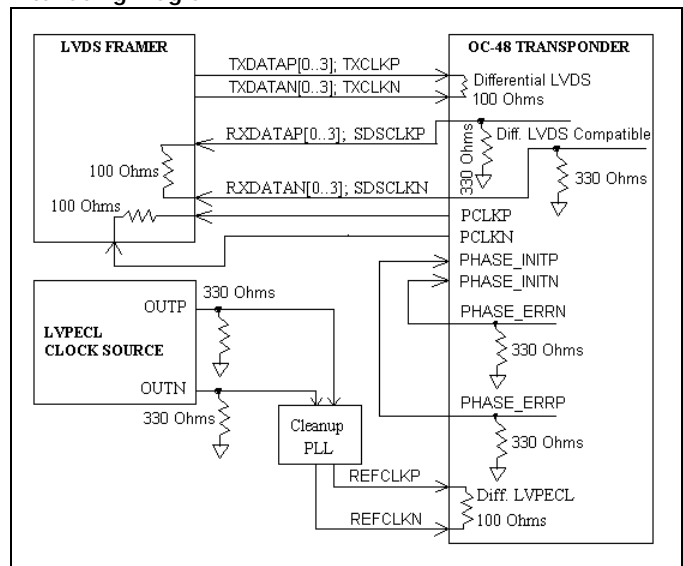 LVDS FRAMER
OC-48 TRANSPONDER
TXDATAP[0..3]; TXCLKP
TXDATAN[0..3]; TXCLKN
Differential LVDS
100 Ohms
RXDATAP[0..3]; SDSCLKP
Diff. LVDS Compatible
330 Ohms
330 Ohms
100 Ohms
RXDATAN[0..3]; SDSCLKN
100 Ohms
PCLKP
PCLKN
PHASE_INITP
PHASE_INITN
330 Ohms
OUTP
LVPECL
CLOCK SOURCE
PHASE_ERRN
330 Ohms
OUTN
330 Ohms
PHASE_ERRP
330 Ohms
Cleanup
PLL
REFCLKP
Diff. LVPECL
REFCLKN
100 Ohms